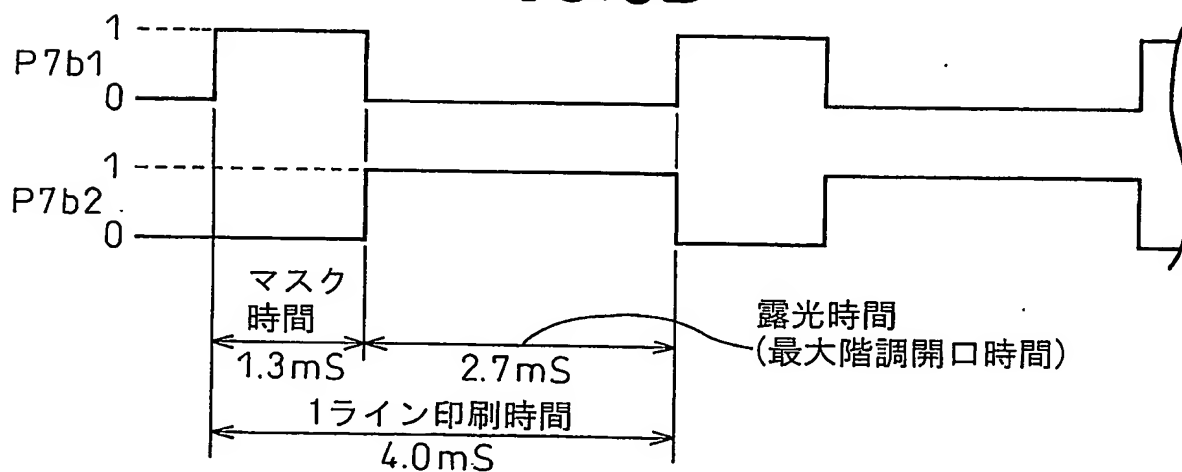 1
P7b1
0
1
P7b2
0
マスク
時間
1.3mS
2.7mS
露光時間
(最大階調開口時間)
1ライン印刷時間
4.0mS